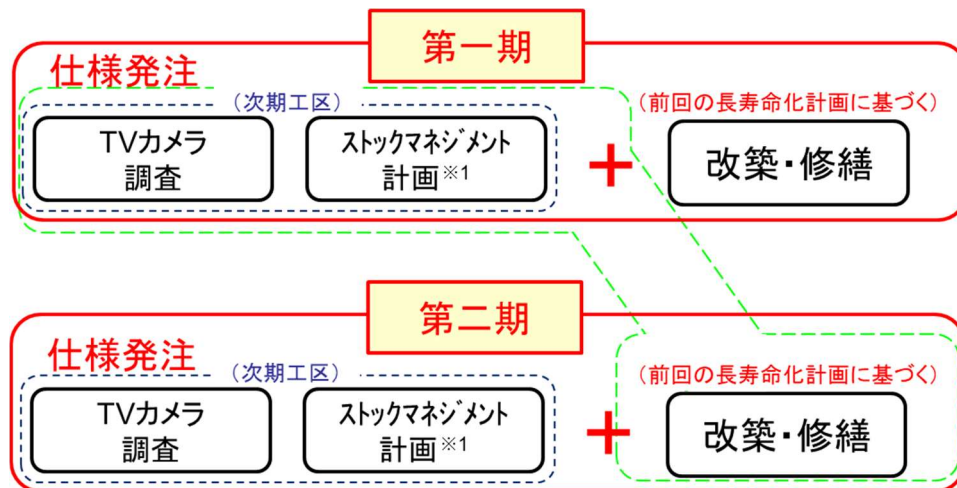 第一期
仕様発注
(次期工区)
(前回の長寿命化計画に基づく)
TVカメラ
調査
ストックマネジメント
計画※1
+
改築・修繕
第二期
仕様発注
(次期工区)
(前回の長寿命化計画に基づく)
TVカメラ
調査
ストックマネジメント
計画※1
+
改築・修繕